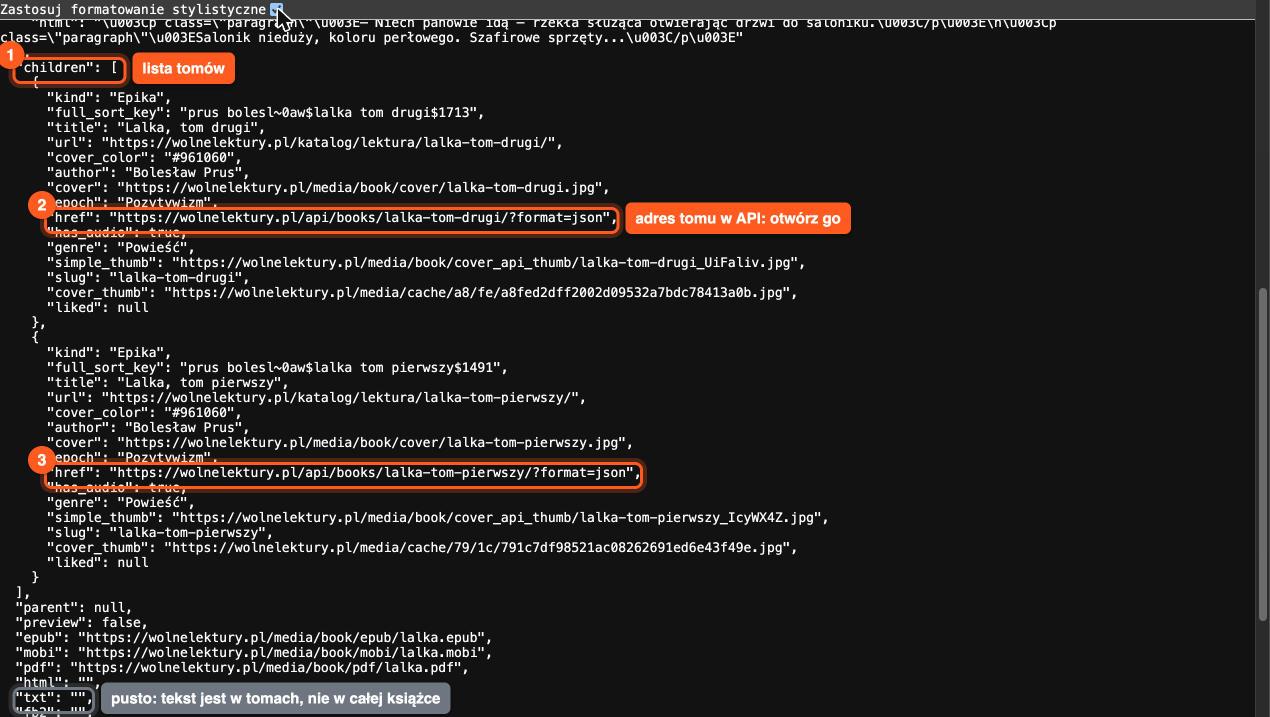 Zastosuj formatowanie stylistyczne
"html": "\u003Cp class=\"paragraph\"\u003E— Niech panowie idą — rzekła służąca otwierając drzwi do saloniku.\u003C/p\u003E\n\u003Cp
class=\"paragraph\"\u003ESalonik nieduży, koloru perłowego. Szafirowe sprzęty...\u003C/p\u003E"
1
"children": [
lista tomów
{
"kind": "Epika",
"full_sort_key": "prus bolesl~0aw$lalka tom drugi$1713",
"title": "Lalka, tom drugi",
"url": "https://wolnelektury.pl/katalog/lektura/lalka-tom-drugi/",
"cover_color": "#961060",
"author": "Bolesław Prus",
"cover": "https://wolnelektury.pl/media/book/cover/lalka-tom-drugi.jpg",
"epoch": "Pozytywizm",
2
"href": "https://wolnelektury.pl/api/books/lalka-tom-drugi/?format=json",
adres tomu w API: otwórz go
"has_audio": true,
"genre": "Powieść",
"simple_thumb": "https://wolnelektury.pl/media/book/cover_api_thumb/lalka-tom-drugi_UiFaliv.jpg",
"slug": "lalka-tom-drugi",
"cover_thumb": "https://wolnelektury.pl/media/cache/a8/fe/a8fed2dff2002d09532a7bdc78413a0b.jpg",
"liked": null
},
{
"kind": "Epika",
"full_sort_key": "prus bolesl~0aw$lalka tom pierwszy$1491",
"title": "Lalka, tom pierwszy",
"url": "https://wolnelektury.pl/katalog/lektura/lalka-tom-pierwszy/",
"cover_color": "#961060",
"author": "Bolesław Prus",
"cover": "https://wolnelektury.pl/media/book/cover/lalka-tom-pierwszy.jpg",
"epoch": "Pozytywizm",
3
"href": "https://wolnelektury.pl/api/books/lalka-tom-pierwszy/?format=json",
"has_audio": true,
"genre": "Powieść",
"simple_thumb": "https://wolnelektury.pl/media/book/cover_api_thumb/lalka-tom-pierwszy_IcyWX4Z.jpg",
"slug": "lalka-tom-pierwszy",
"cover_thumb": "https://wolnelektury.pl/media/cache/79/1c/791c7df98521ac08262691ed6e43f49e.jpg",
"liked": null
}
],
"parent": null,
"preview": false,
"epub": "https://wolnelektury.pl/media/book/epub/lalka.epub",
"mobi": "https://wolnelektury.pl/media/book/mobi/lalka.mobi",
"pdf": "https://wolnelektury.pl/media/book/pdf/lalka.pdf",
"html": "",
"txt": "",
pusto: tekst jest w tomach, nie w całej książce
"fb2": "",